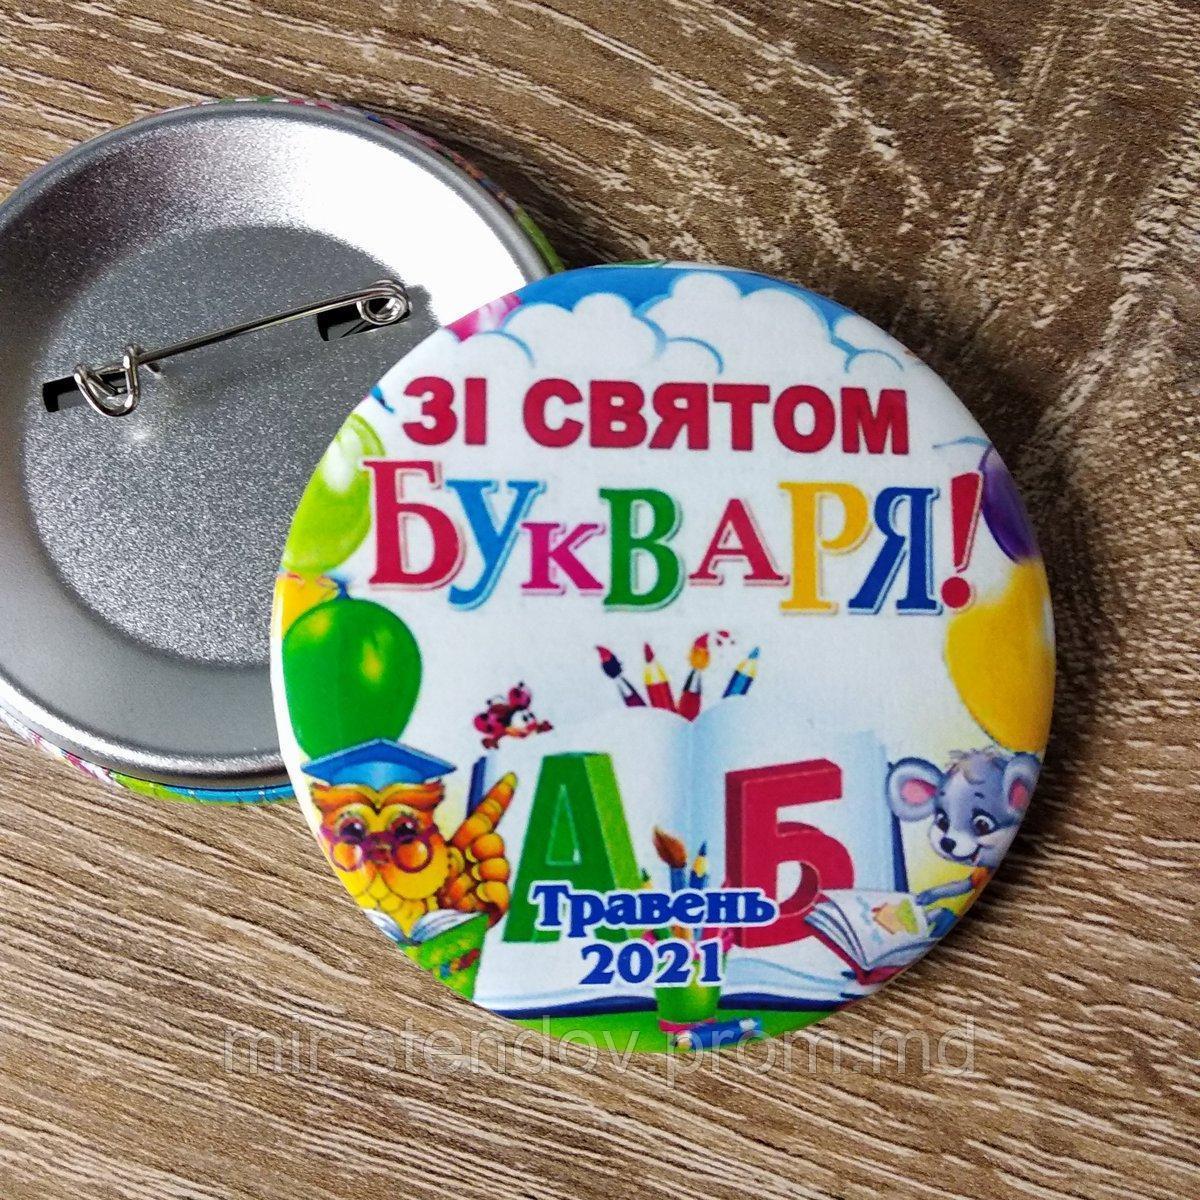 ЗІ СВЯТОМ
БУКВАРЯ!
А Б
Травень
2021
mir-stendov.prom.md